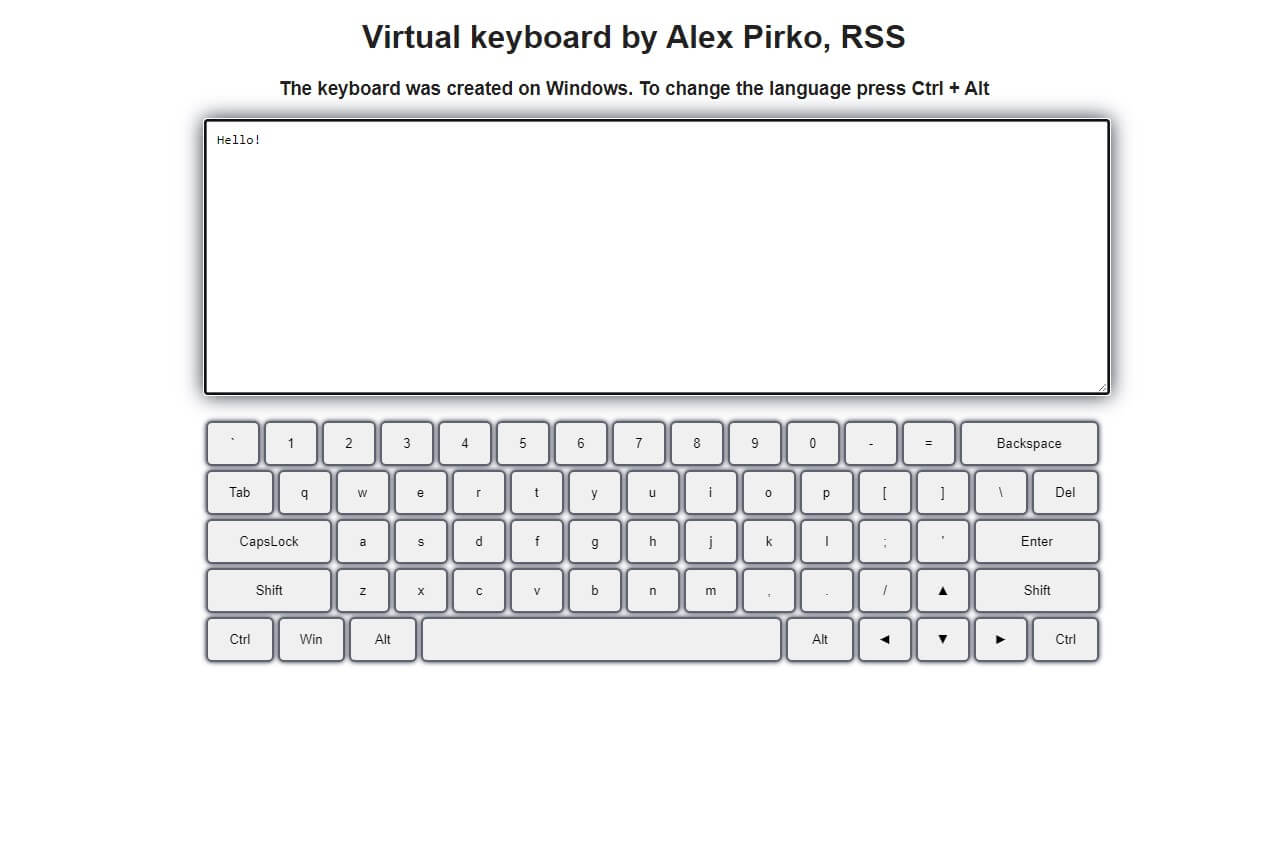 Virtual keyboard by Alex Pirko, RSS
The keyboard was created on Windows. To change the language press Ctrl + Alt
Hello!
` 1 2 3 4 5 6 7 8 9 0 - = Backspace
Tab q w e r t y u i o p [ ] \ Del
CapsLock a s d f g h j k l ; ' Enter
Shift z x c v b n m , . / ▲ Shift
Ctrl Win Alt Alt ◄ ▼ ► Ctrl